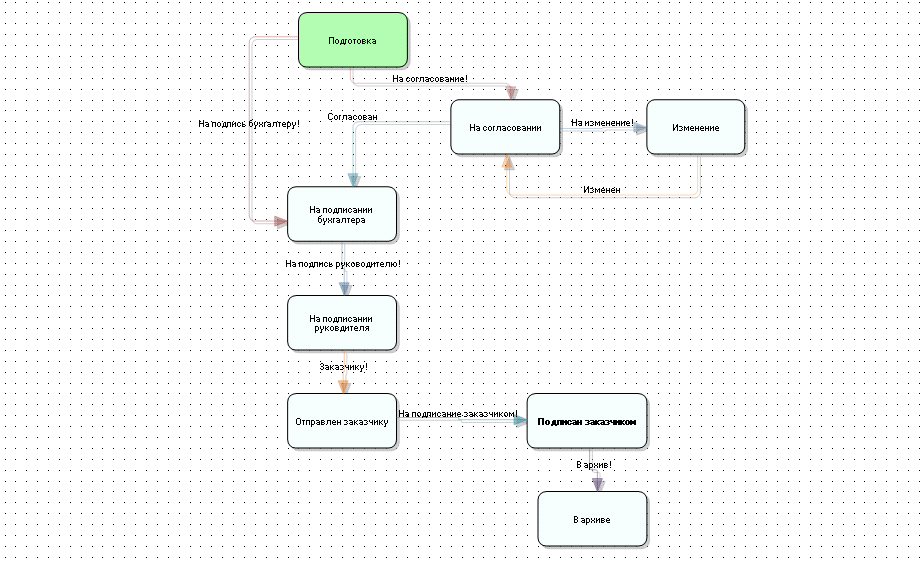 Подготовка
На согласование!
На подпись бухгалтеру!
Согласован
На согласовании
На изменение!
Изменение
Изменен
На подписании
бухгалтера
На подпись руководителю!
На подписании
руковдителя
Заказчику!
Отправлен заказчику
На подписание заказчиком!
Подписан заказчиком
В архив!
В архиве